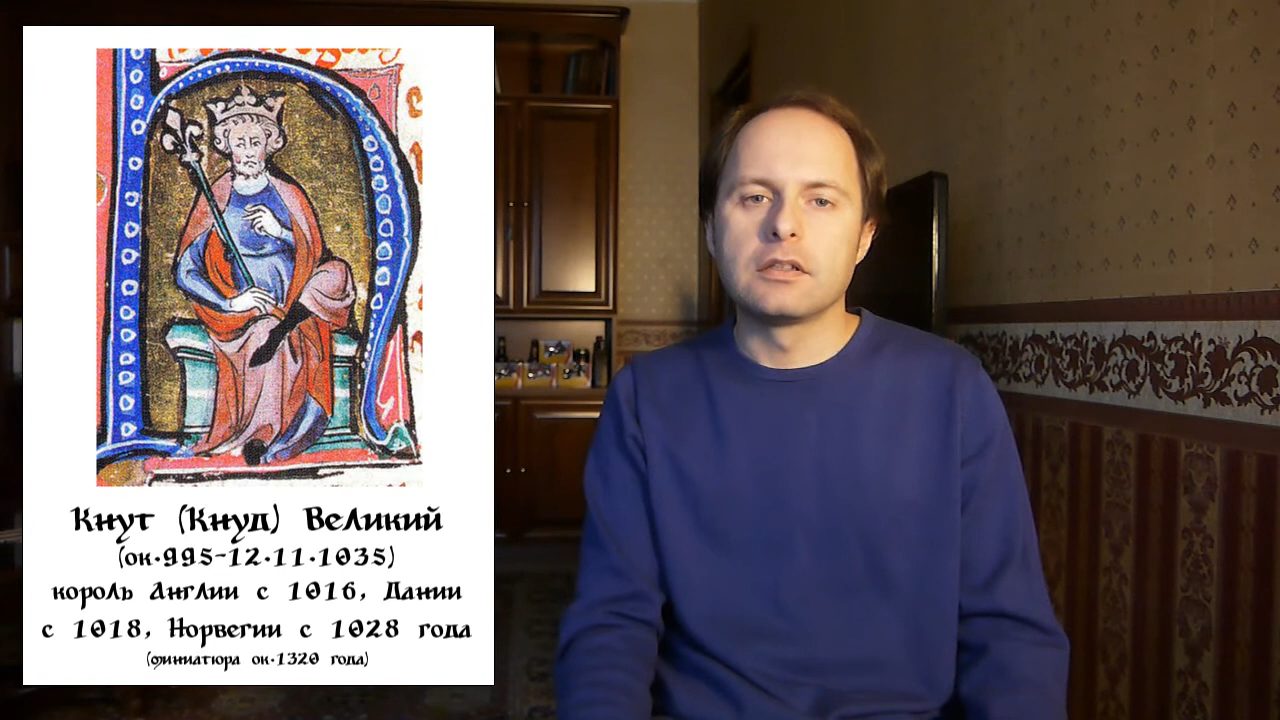 Кнут (Кнуд) Великий
(ок.995-12.11.1035)
король Англии с 1016, Дании
с 1018, Норвегии с 1028 года
(миниатюра ок.1320 года)